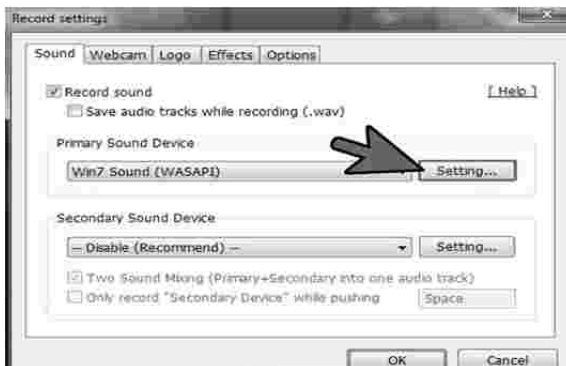 Record settings
Sound Webcam Logo Effects Options
Record sound [ Help ]
Save audio tracks while recording (.wav)
Primary Sound Device
Win7 Sound (WASAPI) Setting...
Secondary Sound Device
— Disable (Recommend) — Setting...
Two Sound Mixing (Primary+Secondary into one audio track)
Only record "Secondary Device" while pushing Space
OK Cancel